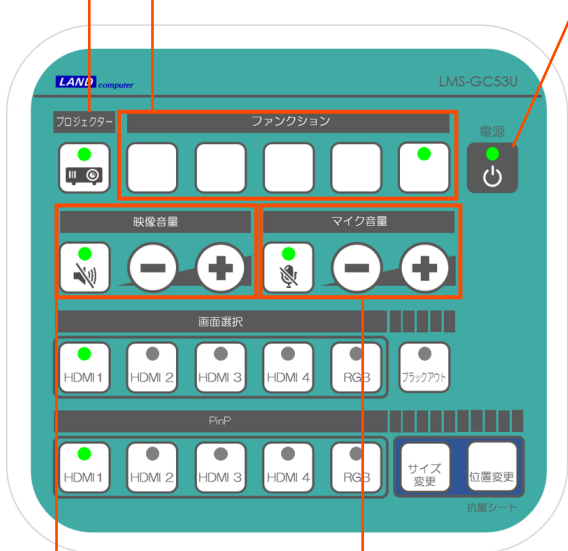 LAND computer
LMS-GC53U
プロジェクター
ファンクション
電源
映像音量
マイク音量
画面選択
HDMI 1
HDMI 2
HDMI 3
HDMI 4
RGB
ブラックアウト
PinP
HDMI 1
HDMI 2
HDMI 3
HDMI 4
RGB
サイズ
変更
位置変更
抗菌シート